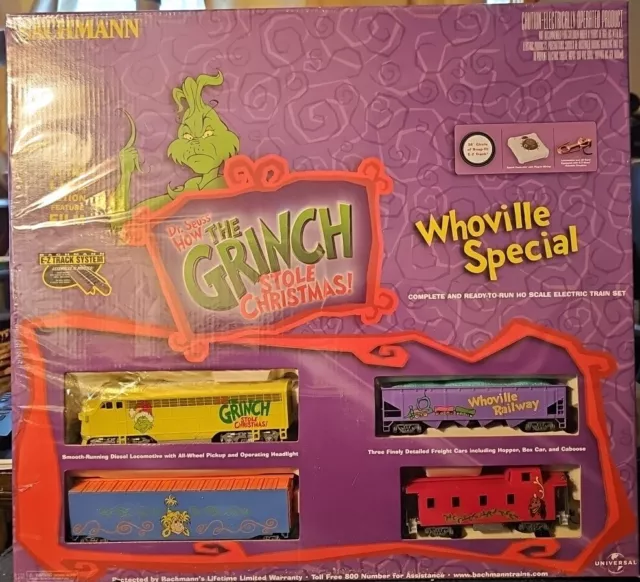 BACHMANN
CAUTION-ELECTRICALLY OPERATED PRODUCT
FEATURE
FILM
E-Z TRACK SYSTEM
Dr. Seuss'
HOW THE
GRINCH
STOLE
CHRISTMAS!
Whoville
Special
COMPLETE AND READY-TO-RUN HO SCALE ELECTRIC TRAIN SET
GRINCH
STOLE
CHRISTMAS!
Whoville
Railway
Smooth-Running Diesel Locomotive with All-Wheel Pickup and Operating Headlight
Three Finely Detailed Freight Cars including Hopper, Box Car, and Caboose
UNIVERSAL
Protected by Bachmann's Lifetime Limited Warranty • Toll Free 800 Number for Assistance • www.bachmanntrains.com